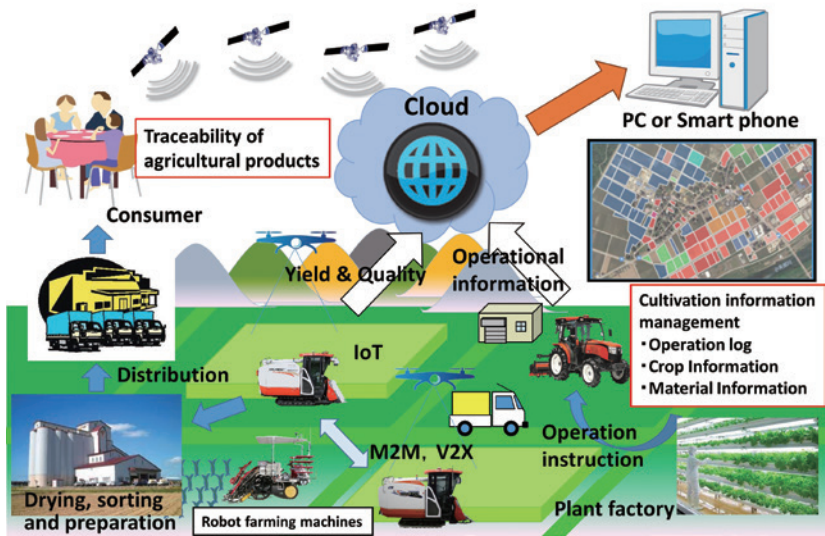 Cloud
PC or Smart phone
Traceability of
agricultural products
Consumer
Yield & Quality
Operational
information
Cultivation information
management
・Operation log
・Crop Information
・Material Information
IoT
Distribution
M2M, V2X
Operation
instruction
Drying, sorting
and preparation
Robot farming machines
Plant factory